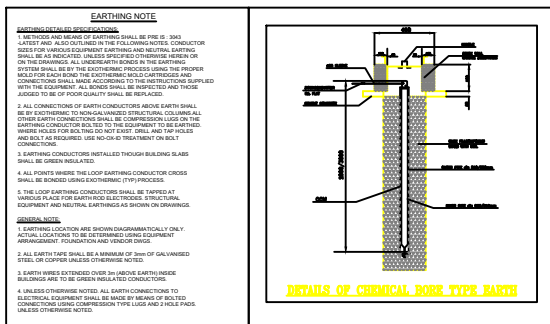 EARTHING NOTE
EARTHING DETAILED SPECIFICATIONS:
1. METHODS AND MEANS OF EARTHING SHALL BE PRE IS : 3043
-LATEST AND ALSO OUTLINED IN THE FOLLOWING NOTES. CONDUCTOR
SIZES FOR VARIOUS EQUIPMENT EARTHING AND NEUTRAL EARTING
SHALL BE AS INDICATED. UNLESS SPECIFIED OTHERWISE HEREIN OR
ON THE DRAWINGS. ALL UNDEREARTH BONDS IN THE EARTHING
SYSTEM SHALL BE BY THE EXOTHERMIC PROCESS USING THE PROPER
MOLD FOR EACH BOND THE EXOTHERMIC MOLD CARTRIDGES AND
CONNECTIONS SHALL MADE ACCORDING TO THE INSTRUCTIONS SUPPLIED
WITH THE EQUIPMENT. ALL BONDS SHALL BE INSPECTED AND THOSE
JUDGED TO BE OF POOR QUALITY SHALL BE REPLACED.
2. ALL CONNECTIONS OF EARTH CONDUCTORS ABOVE EARTH SHALL
BE BY EXOTHERMIC TO NON-GALVANIZED STRUCTURAL COLUMNS.ALL
OTHER EARTH CONNECTIONS SHALL BE COMPRESSION LUGS ON THE
EARTHING CONDUCTOR BOLTED TO THE EQUIPMENT TO BE EARTHED.
WHERE HOLES FOR BOLTING DO NOT EXIST. DRILL AND TAP HOLES
AND BOLT AS REQUIRED. USE NO-OX-ID TREATMENT ON BOLT
CONNECTIONS.
3. EARTHING CONDUCTORS INSTALLED THOUGH BUILDING SLABS
SHALL BE GREEN INSULATED.
4. ALL POINTS WHERE THE LOOP EARTHING CONDUCTOR CROSS
SHALL BE BONDED USING EXOTHERMIC (TYP) PROCESS.
5. THE LOOP EARTHING CONDUCTORS SHALL BE TAPPED AT
VARIOUS PLACE FOR EARTH ROD ELECTRODES. STRUCTURAL
EQUIPMENT AND NEUTRAL EARTHINGS AS SHOWN ON DRAWINGS.
GENERAL NOTE:
1. EARTHING LOCATION ARE SHOWN DIAGRAMMATICALLY ONLY.
ACTUAL LOCATIONS TO BE DETERMINED USING EQUIPMENT
ARRANGEMENT. FOUNDATION AND VENDOR DWGS.
2. ALL EARTH TAPE SHALL BE A MINIMUM OF 3mm OF GALVANISED
STEEL OR COPPER UNLESS OTHERWISE NOTED.
3. EARTH WIRES EXTENDED OVER 3m (ABOVE EARTH) INSIDE
BUILDINGS ARE TO BE GREEN INSULATED CONDUCTORS.
4. UNLESS OTHERWISE NOTED. ALL EARTH CONNECTIONS TO
ELECTRICAL EQUIPMENT SHALL BE MADE BY MEANS OF BOLTED
CONNECTIONS USING COMPRESSION TYPE LUGS AND 2 HOLE PADS.
UNLESS OTHERWISE NOTED.
CCM
DETAILS OF CHEMICAL BORE TYPE EARTH